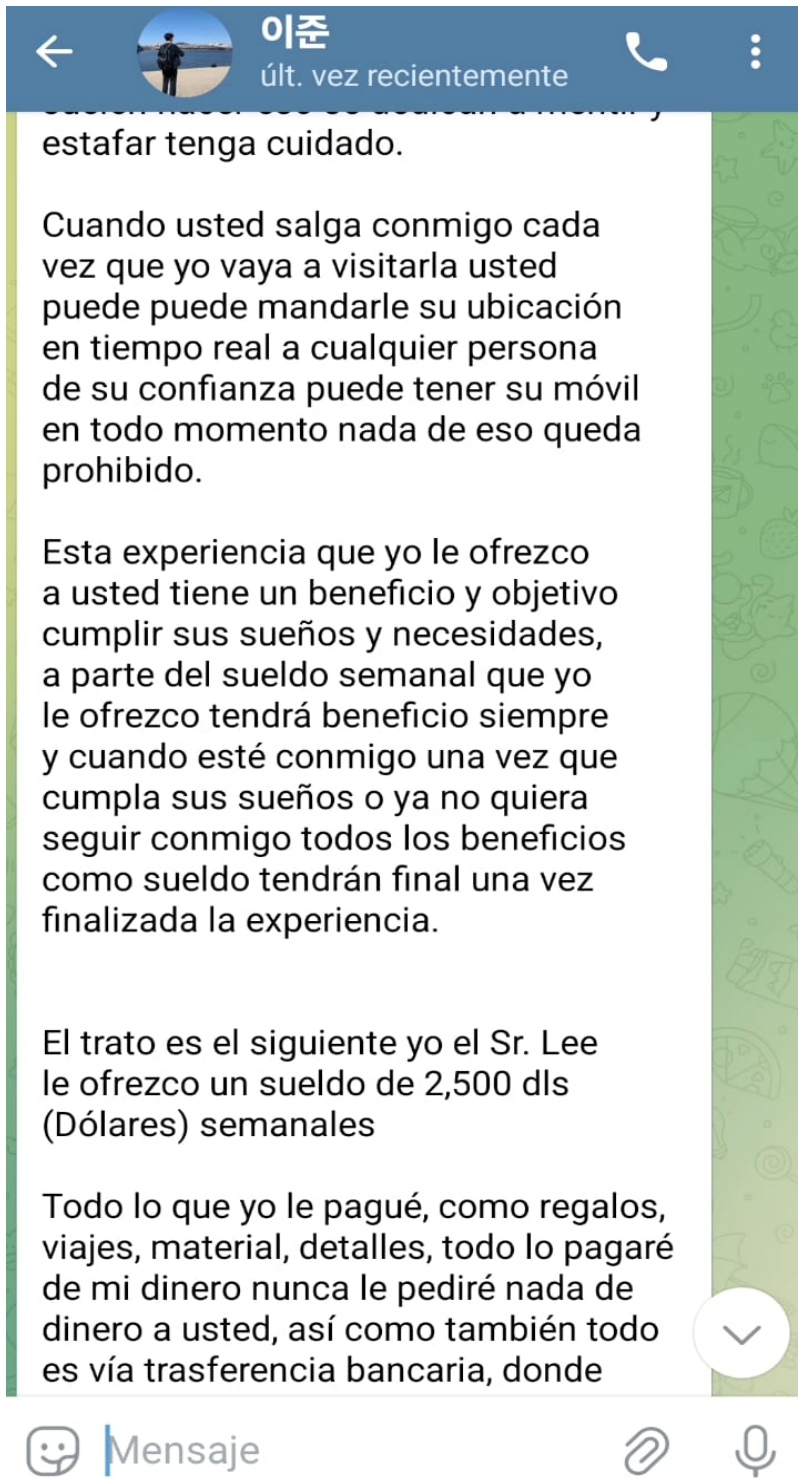 이준
últ. vez recientemente
estafar tenga cuidado.
Cuando usted salga conmigo cada
vez que yo vaya a visitarla usted
puede puede mandarle su ubicación
en tiempo real a cualquier persona
de su confianza puede tener su móvil
en todo momento nada de eso queda
prohibido.
Esta experiencia que yo le ofrezco
a usted tiene un beneficio y objetivo
cumplir sus sueños y necesidades,
a parte del sueldo semanal que yo
le ofrezco tendrá beneficio siempre
y cuando esté conmigo una vez que
cumpla sus sueños o ya no quiera
seguir conmigo todos los beneficios
como sueldo tendrán final una vez
finalizada la experiencia.
El trato es el siguiente yo el Sr. Lee
le ofrezco un sueldo de 2,500 dls
(Dólares) semanales
Todo lo que yo le pagué, como regalos,
viajes, material, detalles, todo lo pagaré
de mi dinero nunca le pediré nada de
dinero a usted, así como también todo
es vía trasferencia bancaria, donde
Mensaje